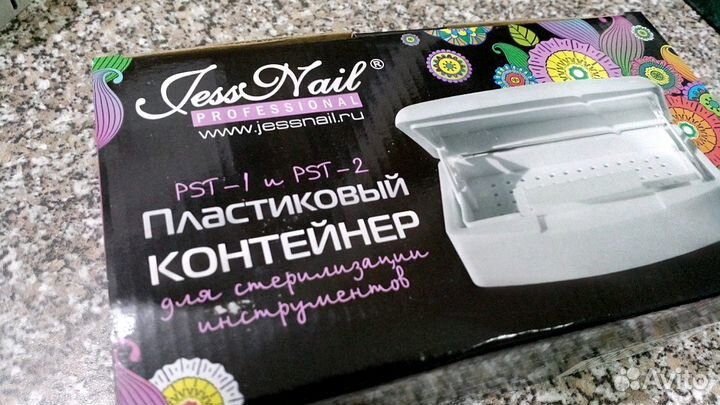 JessNail®
PROFESSIONAL
www.jessnail.ru
PST-1 и PST-2
Пластиковый
контейнер
для стерилизации
инструментов
Avito